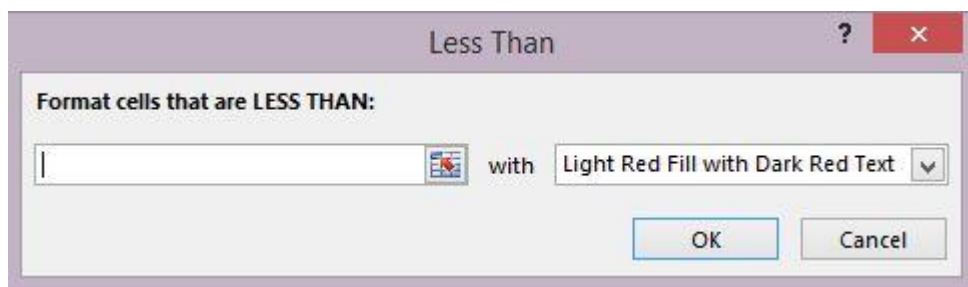 Less Than
?
×
Format cells that are LESS THAN:
with Light Red Fill with Dark Red Text
OK Cancel